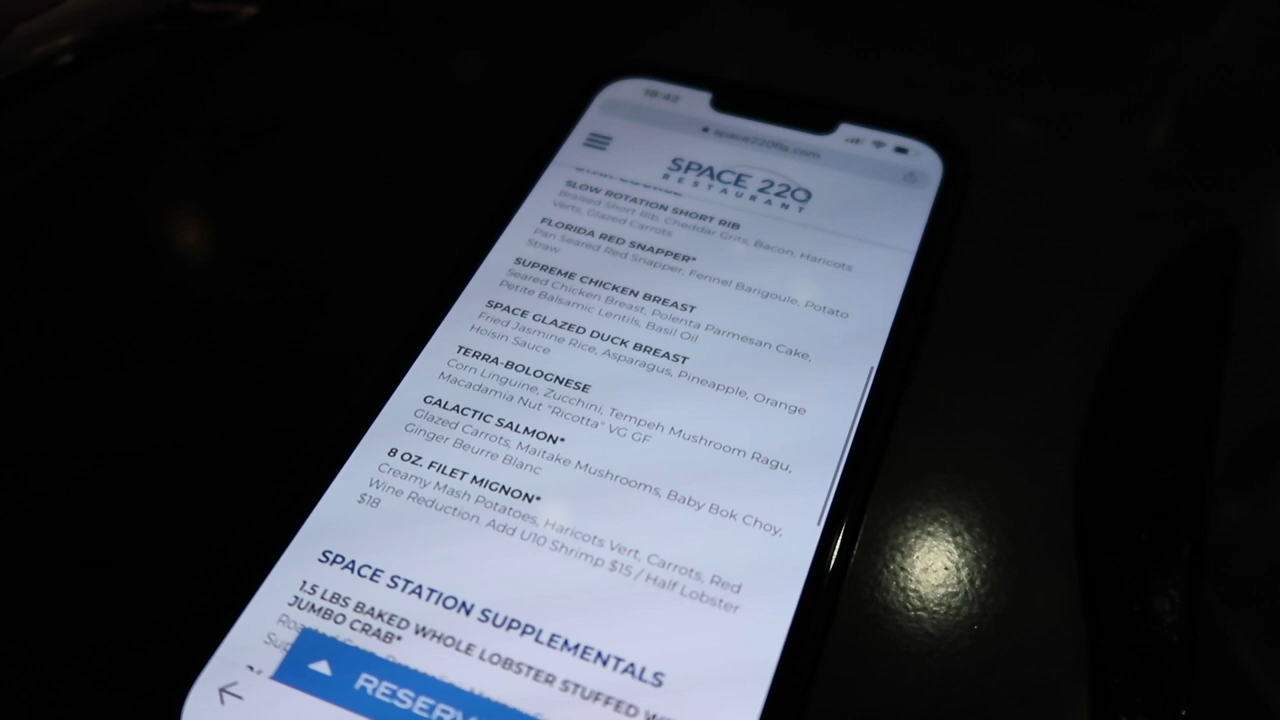 18:42
space220fla.com
SPACE 220
RESTAURANT
SLOW ROTATION SHORT RIB
Braised Short Rib, Cheddar Grits, Bacon, Haricots
Verts, Glazed Carrots
FLORIDA RED SNAPPER*
Pan Seared Red Snapper, Fennel Barigoule, Potato
Straw
SUPREME CHICKEN BREAST
Seared Chicken Breast, Polenta Parmesan Cake,
Petite Balsamic Lentils, Basil Oil
SPACE GLAZED DUCK BREAST
Fried Jasmine Rice, Asparagus, Pineapple, Orange
Hoisin Sauce
TERRA-BOLOGNESE
Corn Linguine, Zucchini, Tempeh Mushroom Ragu,
Macadamia Nut "Ricotta" VG GF
GALACTIC SALMON*
Glazed Carrots, Maitake Mushrooms, Baby Bok Choy,
Ginger Beurre Blanc
8 OZ. FILET MIGNON*
Creamy Mash Potatoes, Haricots Vert, Carrots, Red
Wine Reduction. Add U10 Shrimp $15 / Half Lobster
$18
SPACE STATION SUPPLEMENTALS
1.5 LBS BAKED WHOLE LOBSTER STUFFED
JUMBO CRAB*